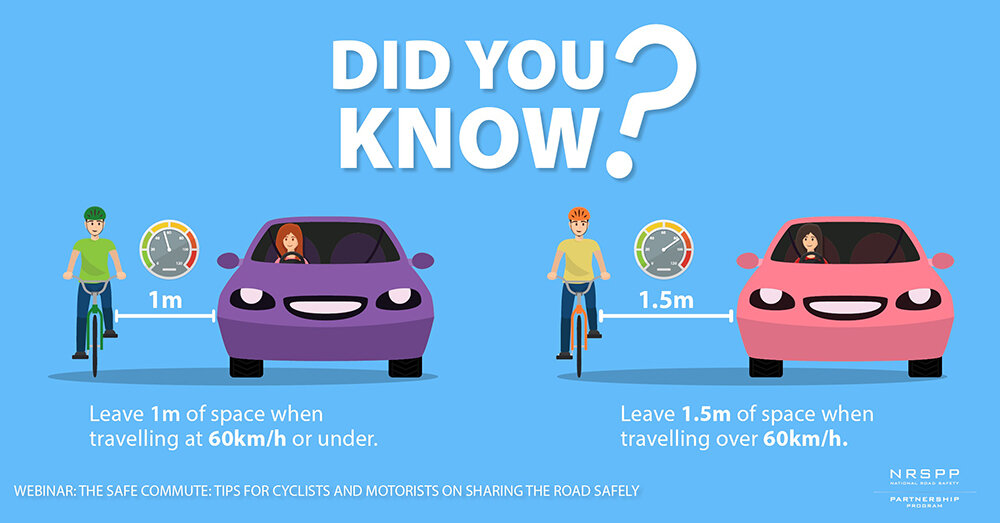 DID YOU
KNOW?
1m
1.5m
Leave 1m of space when
travelling at 60km/h or under.
Leave 1.5m of space when
travelling over 60km/h.
WEBINAR: THE SAFE COMMUTE: TIPS FOR CYCLISTS AND MOTORISTS ON SHARING THE ROAD SAFELY
NRSPP
NATIONAL ROAD SAFETY
PARTNERSHIP
PROGRAM